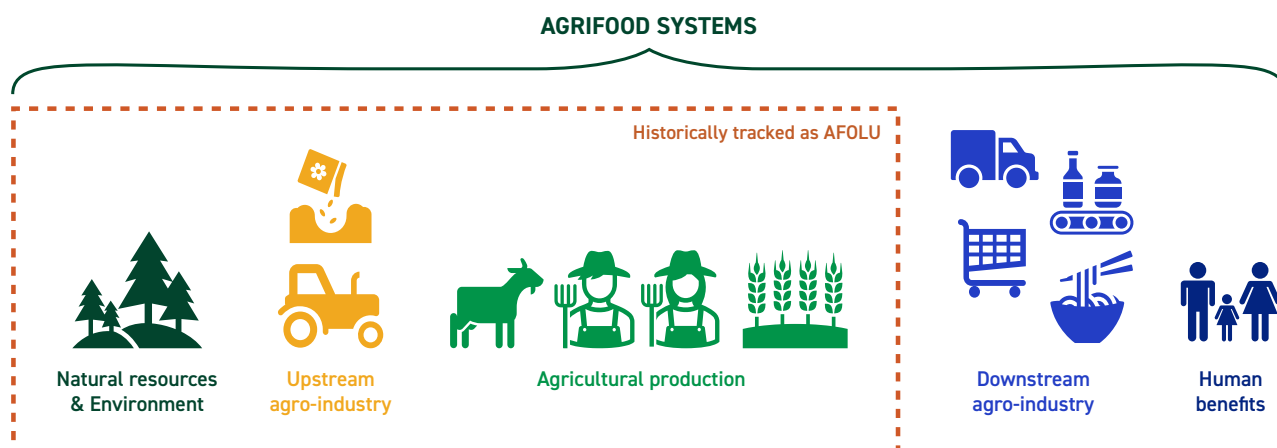 AGRIFOOD SYSTEMS
Historically tracked as AFOLU
Natural resources
& Environment
Upstream
agro-industry
Agricultural production
Downstream
agro-industry
Human
benefits